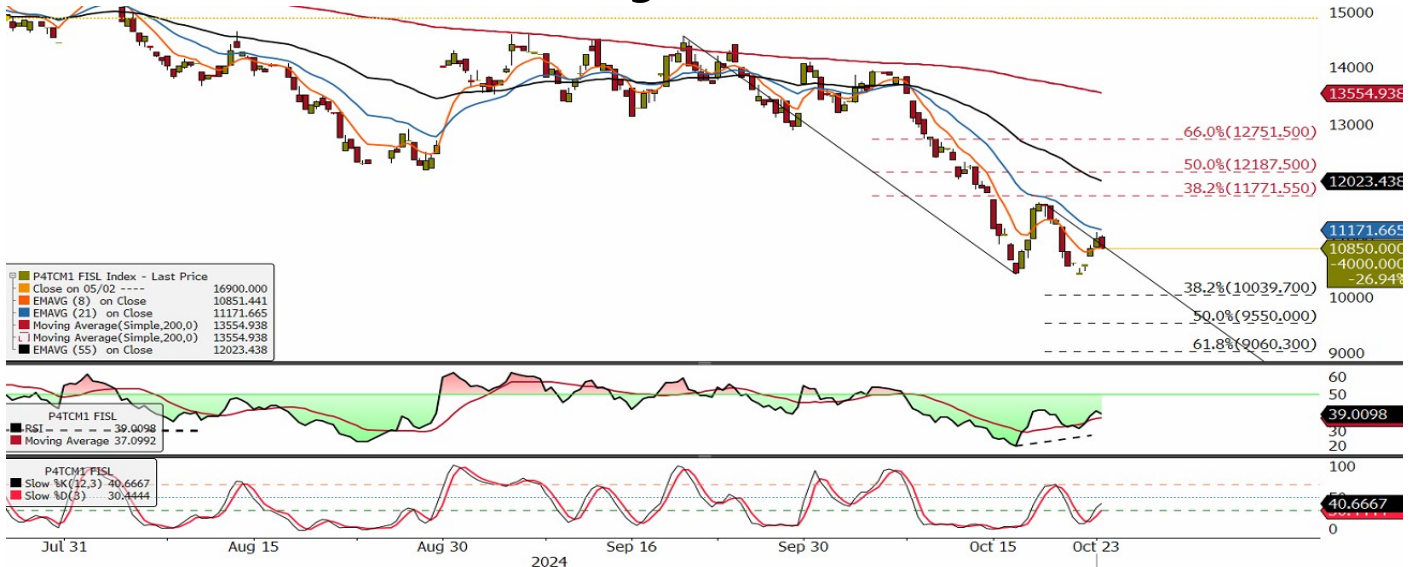 15000
14000
13554.938
13000
66.0%(12751.500)
50.0%(12187.500)
12023.438
38.2%(11771.550)
11171.665
10850.000
-4000.000
-26.94%
38.2%(10039.700)
10000
50.0%(9550.000)
61.8%(9060.300)
9000
P4TCM1 FISL Index - Last Price
Close on 05/02 ---- 16900.000
EMAVG (8) on Close 10851.441
EMAVG (21) on Close 11171.665
Moving Average(Simple,200,0) 13554.938
Moving Average(Simple,200,0) 13554.938
EMAVG (55) on Close 12023.438
60
50
39.0098
30
20
P4TCM1 FISL
RSI 39.0098
Moving Average 37.0992
100
40.6667
0
P4TCM1 FISL
Slow %K(12,3) 40.6667
Slow %D(3) 30.4444
Jul 31 Aug 15 Aug 30 Sep 16 Sep 30 Oct 15 Oct 23
2024